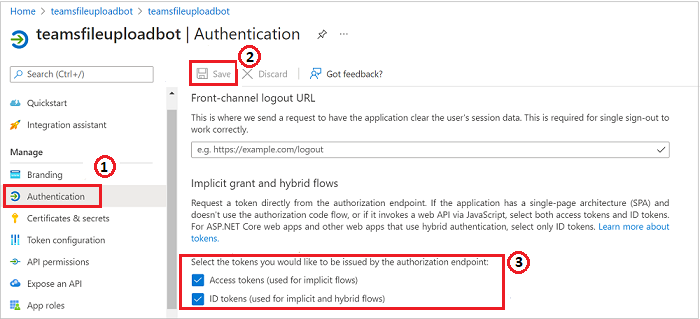 Home > teamsfileuploadbot > teamsfileuploadbot
teamsfileuploadbot | Authentication
2
Search (Ctrl+/)
Save
Discard
Got feedback?
Quickstart
Integration assistant
Manage
1
Branding
Authentication
Certificates & secrets
Token configuration
API permissions
Expose an API
App roles
Front-channel logout URL
This is where we send a request to have the application clear the user's session data. This is required for single sign-out to
work correctly.
e.g. https://example.com/logout
Implicit grant and hybrid flows
Request a token directly from the authorization endpoint. If the application has a single-page architecture (SPA) and
doesn't use the authorization code flow, or if it invokes a web API via JavaScript, select both access tokens and ID tokens.
For ASP.NET Core web apps and other web apps that use hybrid authentication, select only ID tokens. Learn more about
tokens.
Select the tokens you would like to be issued by the authorization endpoint:
3
Access tokens (used for implicit flows)
ID tokens (used for implicit and hybrid flows)